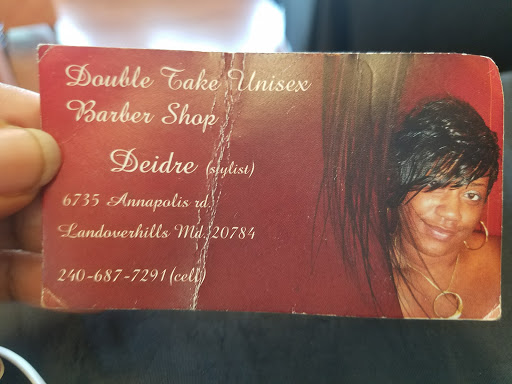 Double Take Unisex
Barber Shop
Deidre (stylist)
6735 Annapolis rd.
Landoverhills Md. 20784
240-687-7291(cell)